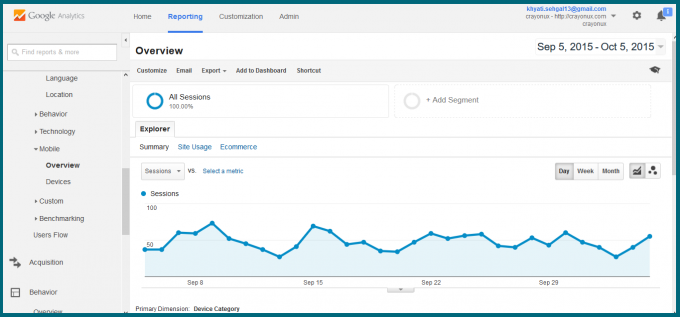 Google Analytics
Home Reporting Customization Admin
khyati.sehgal13@gmail.com
crayonux - http://crayonux.com
crayonux
1
Find reports & more
Language
Location
Behavior
Technology
Mobile
Overview
Devices
Custom
Benchmarking
Users Flow
Acquisition
Behavior
Overview
Overview
Sep 5, 2015 - Oct 5, 2015
Customize Email Export Add to Dashboard Shortcut
All Sessions
100.00%
+ Add Segment
Explorer
Summary Site Usage Ecommerce
Sessions VS. Select a metric
Day Week Month
Sessions
100
50
Sep 8 Sep 15 Sep 22 Sep 29
Primary Dimension: Device Category